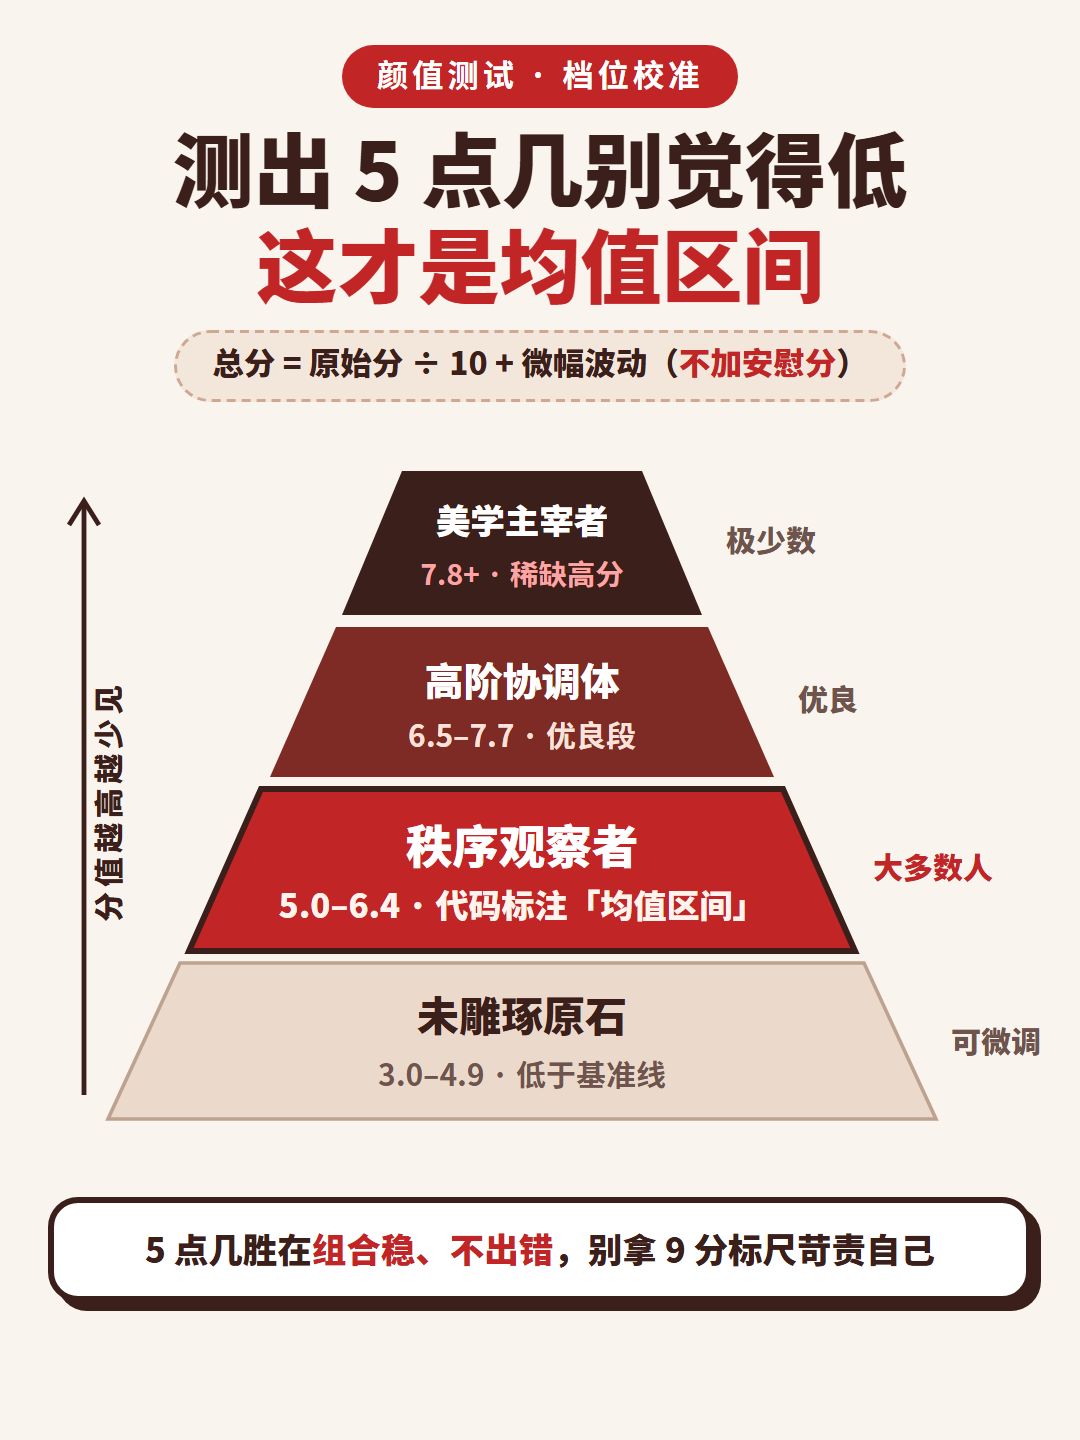 颜值测试 · 档位校准
测出 5 点几别觉得低
这才是均值区间
总分 = 原始分 ÷ 10 + 微幅波动（不加安慰分）
美学主宰者
7.8+ · 稀缺高分
极少数
高阶协调体
6.5–7.7 · 优良段
优良
分值越高越少见
秩序观察者
5.0–6.4 · 代码标注「均值区间」
大多数人
未雕琢原石
3.0–4.9 · 低于基准线
可微调
5 点几胜在组合稳、不出错，别拿 9 分标尺苛责自己